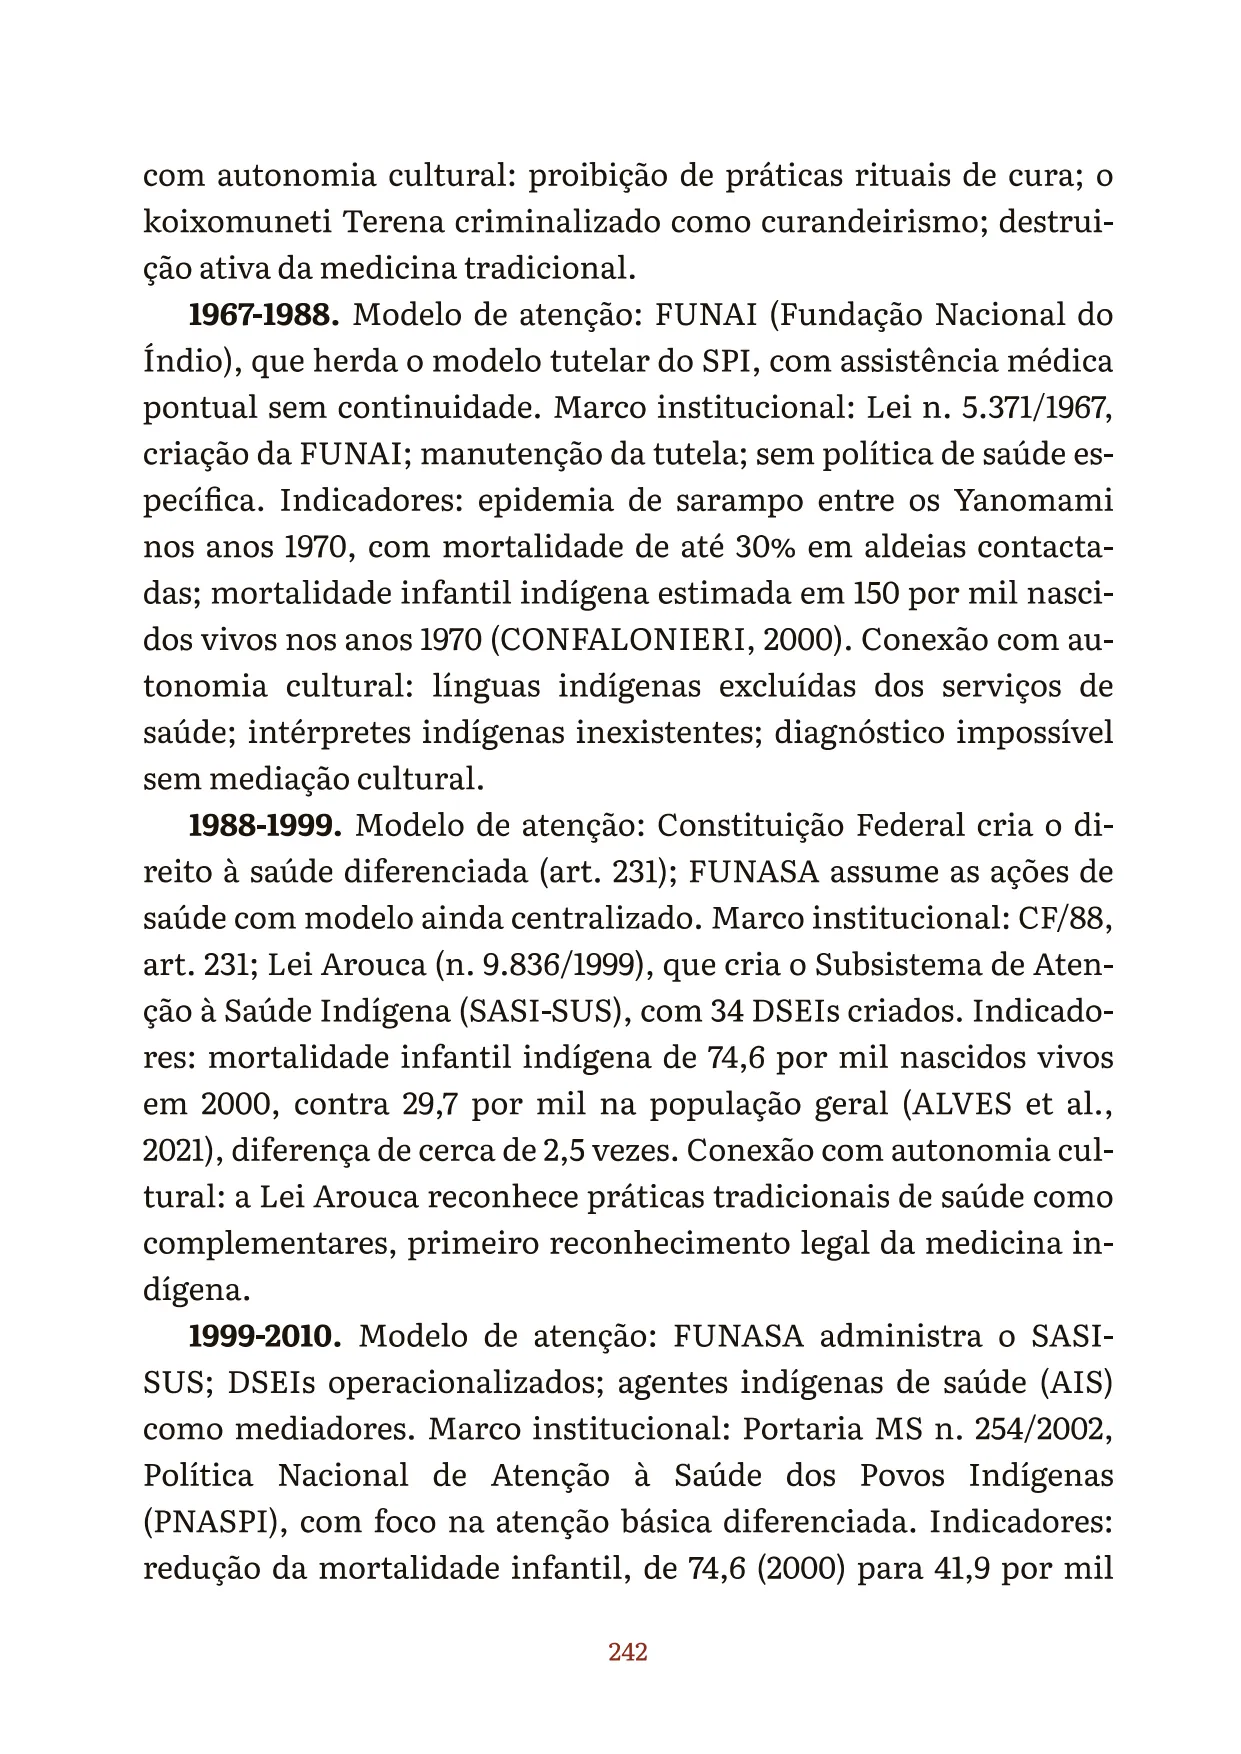 com autonomia cultural: proibição de práticas rituais de cura; o
koixomuneti Terena criminalizado como curandeirismo; destrui-
ção ativa da medicina tradicional.
1967-1988. Modelo de atenção: FUNAI (Fundação Nacional do
Índio), que herda o modelo tutelar do SPI, com assistência médica
pontual sem continuidade. Marco institucional: Lei n. 5.371/1967,
criação da FUNAI; manutenção da tutela; sem política de saúde es-
pecífica. Indicadores: epidemia de sarampo entre os Yanomami
nos anos 1970, com mortalidade de até 30% em aldeias contacta-
das; mortalidade infantil indígena estimada em 150 por mil nasci-
dos vivos nos anos 1970 (CONFALONIERI, 2000). Conexão com au-
tonomia cultural: línguas indígenas excluídas dos serviços de
saúde; intérpretes indígenas inexistentes; diagnóstico impossível
sem mediação cultural.
1988-1999. Modelo de atenção: Constituição Federal cria o di-
reito à saúde diferenciada (art. 231); FUNASA assume as ações de
saúde com modelo ainda centralizado. Marco institucional: CF/88,
art. 231; Lei Arouca (n. 9.836/1999), que cria o Subsistema de Aten-
ção à Saúde Indígena (SASI-SUS), com 34 DSEIs criados. Indicado-
res: mortalidade infantil indígena de 74,6 por mil nascidos vivos
em 2000, contra 29,7 por mil na população geral (ALVES et al.,
2021), diferença de cerca de 2,5 vezes. Conexão com autonomia cul-
tural: a Lei Arouca reconhece práticas tradicionais de saúde como
complementares, primeiro reconhecimento legal da medicina in-
dígena.
1999-2010. Modelo de atenção: FUNASA administra o SASI-
SUS; DSEIs operacionalizados; agentes indígenas de saúde (AIS)
como mediadores. Marco institucional: Portaria MS n. 254/2002,
Política Nacional de Atenção à Saúde dos Povos Indígenas
(PNASPI), com foco na atenção básica diferenciada. Indicadores:
redução da mortalidade infantil, de 74,6 (2000) para 41,9 por mil
242